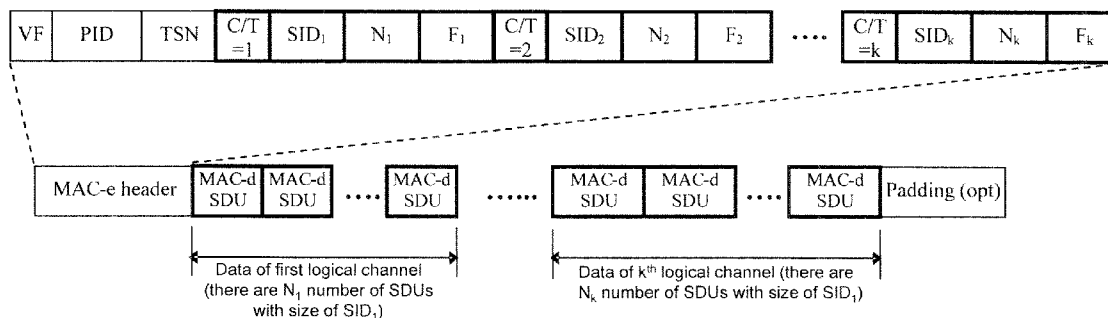 VF PID TSN C/T =1 SID₁ N₁ F₁ C/T =2 SID₂ N₂ F₂ .... C/T =k SIDₖ Nₖ Fₖ
MAC-e header MAC-d SDU MAC-d SDU .... MAC-d SDU ...... MAC-d SDU MAC-d SDU .... MAC-d SDU Padding (opt)
Data of first logical channel
(there are N₁ number of SDUs
with size of SID₁)
Data of kᵗʰ logical channel (there are
Nₖ number of SDUs with size of SID₁)